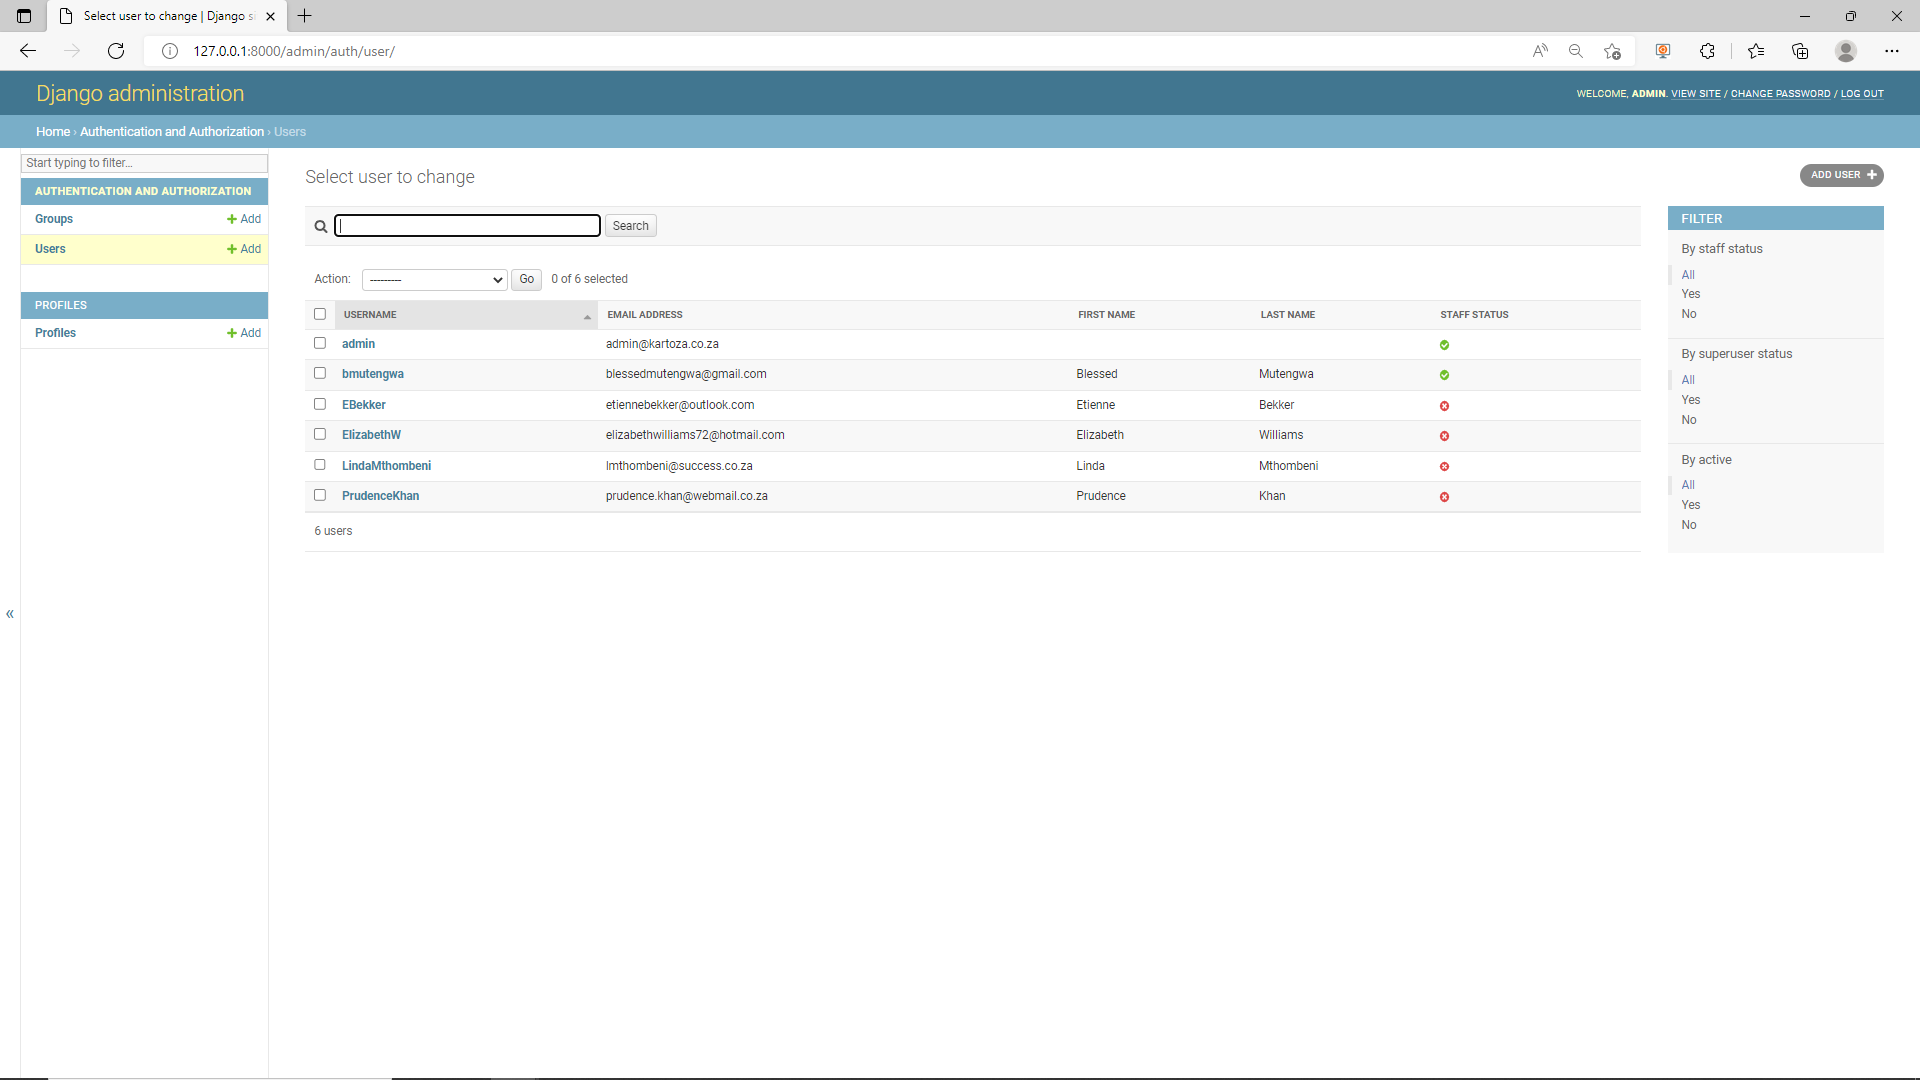 Select user to change | Django s
127.0.0.1:8000/admin/auth/user/
Django administration
WELCOME, ADMIN. VIEW SITE / CHANGE PASSWORD / LOG OUT
Home › Authentication and Authorization › Users
Start typing to filter...
AUTHENTICATION AND AUTHORIZATION
Groups + Add
Users + Add
PROFILES
Profiles + Add
«
Select user to change
ADD USER +
Search
Action: --------- Go 0 of 6 selected
USERNAME EMAIL ADDRESS FIRST NAME LAST NAME STAFF STATUS
admin admin@kartoza.co.za
bmutengwa blessedmutengwa@gmail.com Blessed Mutengwa
EBekker etiennebekker@outlook.com Etienne Bekker
ElizabethW elizabethwilliams72@hotmail.com Elizabeth Williams
LindaMthombeni lmthombeni@success.co.za Linda Mthombeni
PrudenceKhan prudence.khan@webmail.co.za Prudence Khan
6 users
FILTER
By staff status
All
Yes
No
By superuser status
All
Yes
No
By active
All
Yes
No